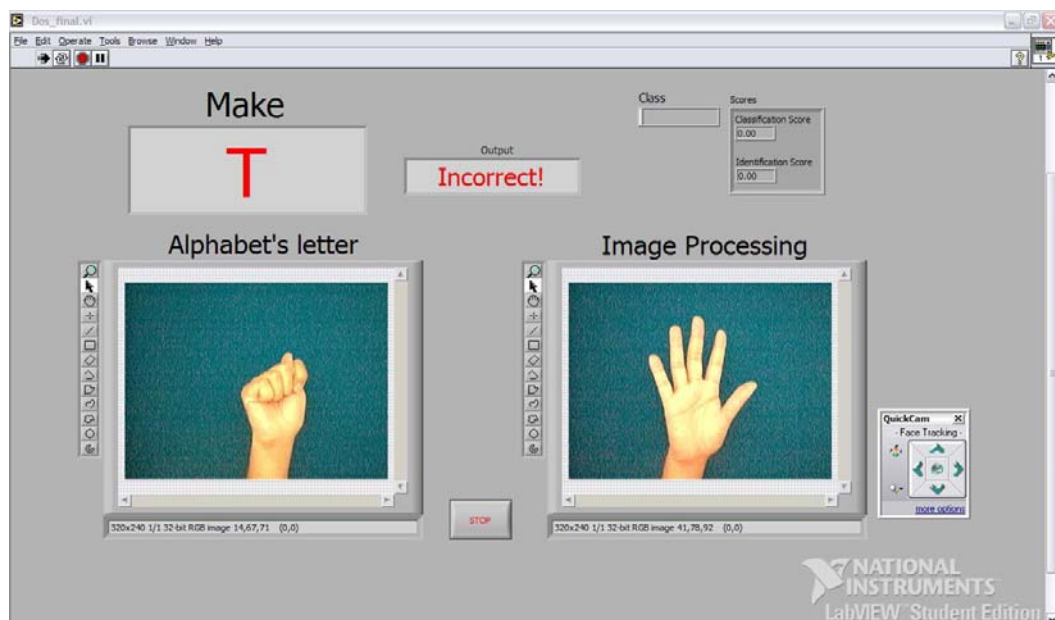 Dos_final.vi
File Edit Operate Tools Browse Window Help
Make
T
Output
Incorrect!
Class
Scores
Classification Score
0.00
Identification Score
0.00
Alphabet's letter
Image Processing
320x240 1/1 32-bit RGB image 14,67,71 (0,0)
STOP
320x240 1/1 32-bit RGB image 41,78,92 (0,0)
QuickCam
- Face Tracking -
more options
NATIONAL
INSTRUMENTS
LabVIEW Student Edition